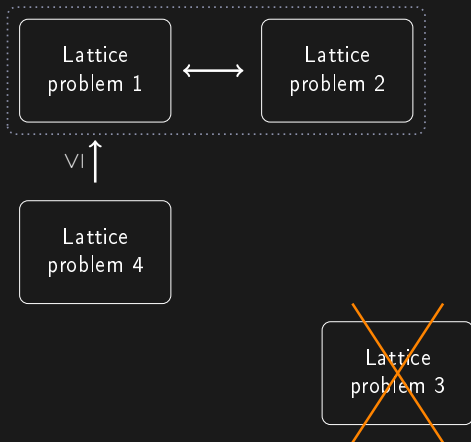 Lattice
problem 1
Lattice
problem 2
VI
Lattice
problem 4
Lattice
problem 3